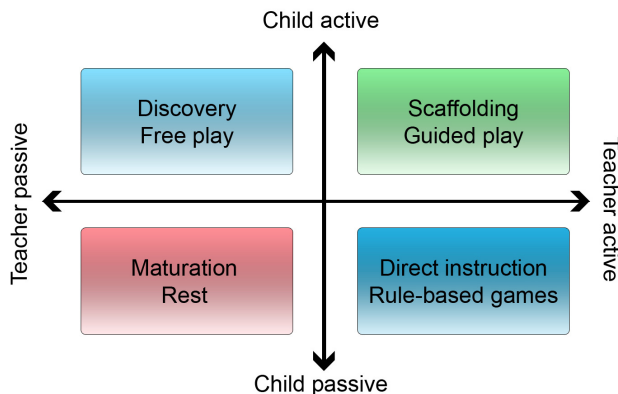 Child active
Discovery
Free play
Scaffolding
Guided play
Teacher passive
Teacher active
Maturation
Rest
Direct instruction
Rule-based games
Child passive